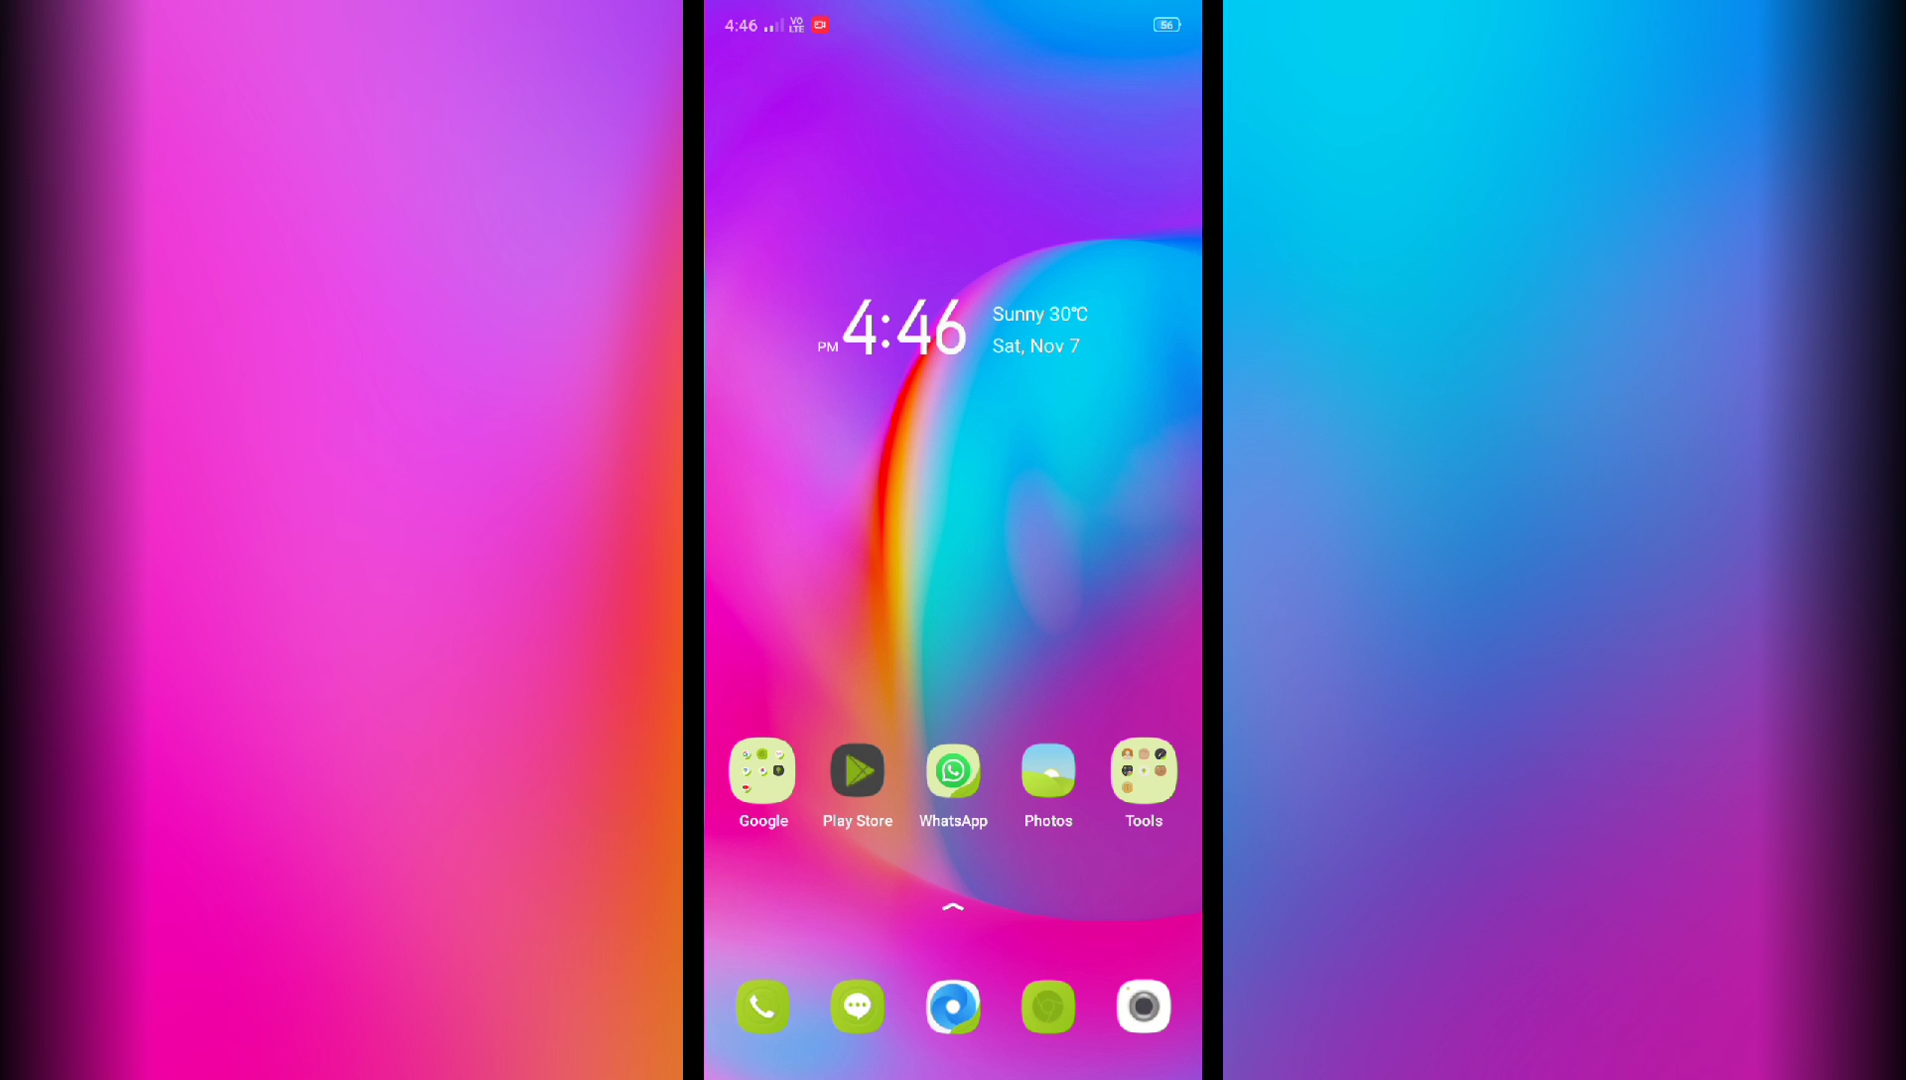 4:46 VO LTE 56
PM 4:46
Sunny 30℃
Sat, Nov 7
Google Play Store WhatsApp Photos Tools